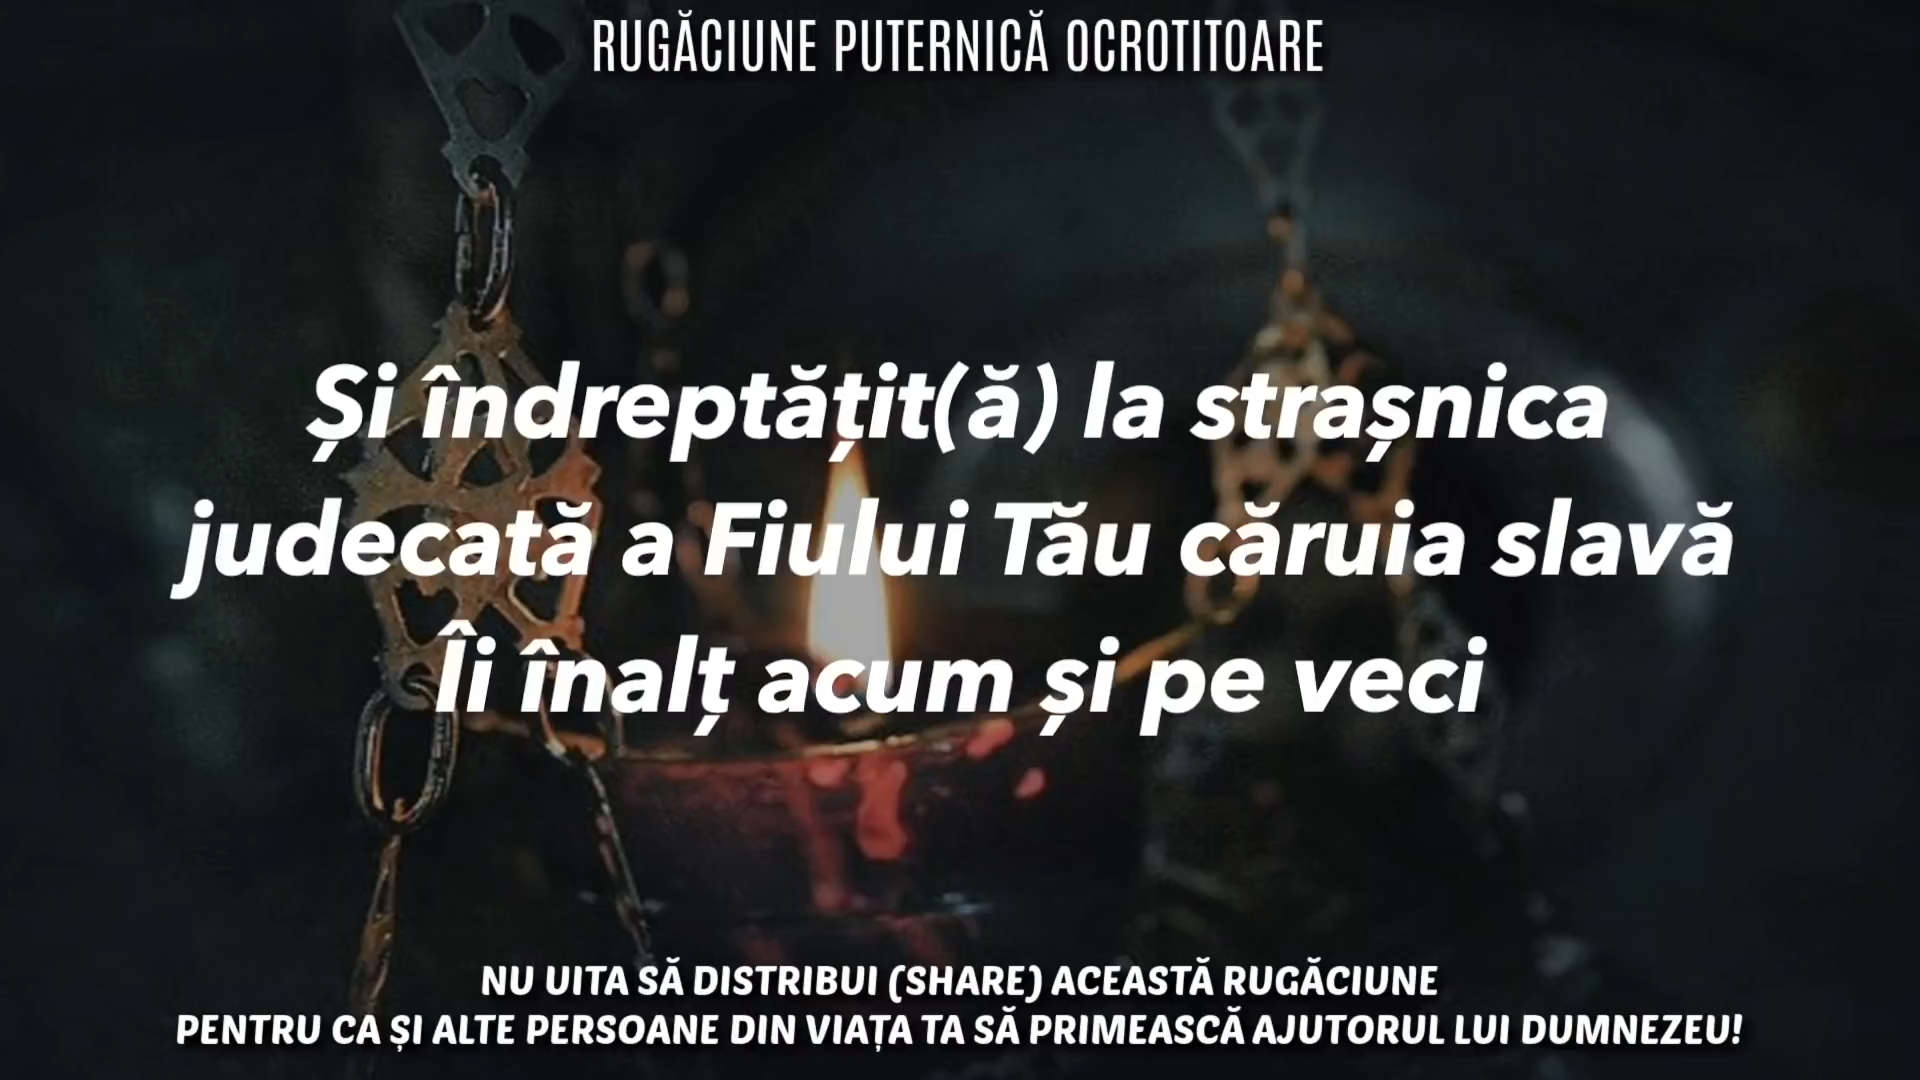 RUGĂCIUNE PUTERNICĂ OCROTITOARE
Și îndreptățit(ă) la strașnica
judecată a Fiului Tău căruia slavă
Îi înalț acum și pe veci
NU UITA SĂ DISTRIBUI (SHARE) ACEASTĂ RUGĂCIUNE
PENTRU CA ȘI ALTE PERSOANE DIN VIAȚA TA SĂ PRIMEASCĂ AJUTORUL LUI DUMNEZEU!